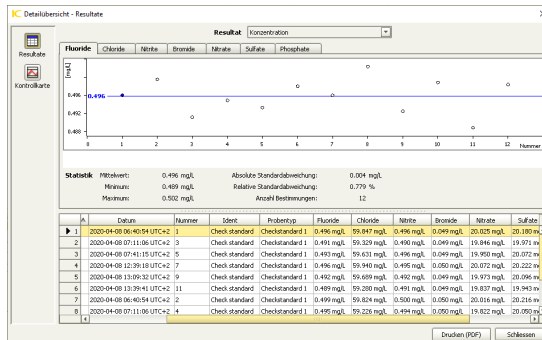 IC Detailübersicht - Resultate
Resultate
Kontrollkarte
Resultat Konzentration
Fluoride Chloride Nitrite Bromide Nitrate Sulfate Phosphate
[mg/L]
0.496 0.496
0.492
0.488
0 1 2 3 4 5 6 7 8 9 10 11 12 Nummer
Statistik Mittelwert: 0.496 mg/L Absolute Standardabweichung: 0.004 mg/L
Minimum: 0.489 mg/L Relative Standardabweichung: 0.779 %
Maximum: 0.502 mg/L Anzahl Bestimmungen: 12
Datum Nummer Ident Probentyp Fluoride Chloride Nitrite Bromide Nitrate Sulfate
1 2020-04-08 06:40:54 UTC+2 1 Check standard Checkstandard 1 0.496 mg/L 59.847 mg/L 0.496 mg/L 0.049 mg/L 20.025 mg/L 20.180 m
2 2020-04-08 07:11:06 UTC+2 3 Check standard Checkstandard 1 0.491 mg/L 59.329 mg/L 0.490 mg/L 0.049 mg/L 19.846 mg/L 19.971 m
3 2020-04-08 07:41:15 UTC+2 5 Check standard Checkstandard 1 0.493 mg/L 59.631 mg/L 0.496 mg/L 0.049 mg/L 19.950 mg/L 20.072 m
4 2020-04-08 12:39:18 UTC+2 7 Check standard Checkstandard 1 0.496 mg/L 59.940 mg/L 0.495 mg/L 0.050 mg/L 20.072 mg/L 20.222 m
5 2020-04-08 13:09:32 UTC+2 9 Check standard Checkstandard 1 0.492 mg/L 59.689 mg/L 0.492 mg/L 0.049 mg/L 19.973 mg/L 20.096 m
6 2020-04-08 13:39:41 UTC+2 11 Check standard Checkstandard 1 0.489 mg/L 59.280 mg/L 0.491 mg/L 0.049 mg/L 19.837 mg/L 19.943 m
7 2020-04-08 06:40:54 UTC+2 2 Check standard Checkstandard 1 0.499 mg/L 59.824 mg/L 0.500 mg/L 0.050 mg/L 20.016 mg/L 20.216 m
8 2020-04-08 07:11:06 UTC+2 4 Check standard Checkstandard 1 0.495 mg/L 59.226 mg/L 0.494 mg/L 0.050 mg/L 19.822 mg/L 20.050 m
Drucken (PDF) Schliessen